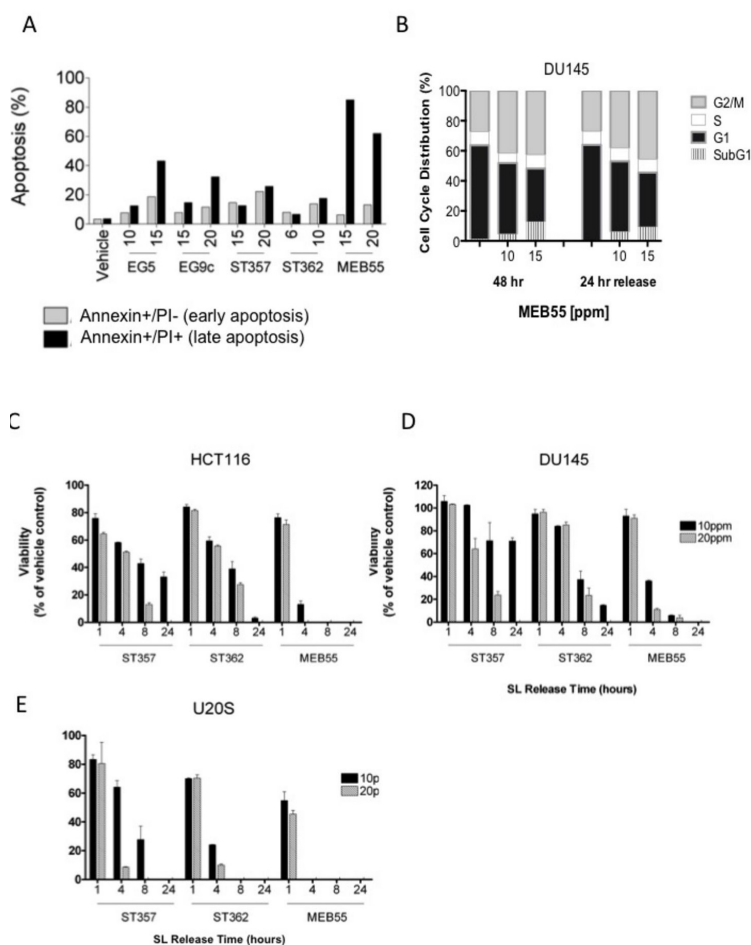 A
Apoptosis (%)
100
80
60
40
20
0
Vehicle
10 15 15 20 15 20 6 10 15 20
EG5 EG9c ST357 ST362 MEB55
Annexin+/PI- (early apoptosis)
Annexin+/PI+ (late apoptosis)
B
DU145
Cell Cycle Distribution (%)
100
80
60
40
20
0
10 15 10 15
48 hr 24 hr release
MEB55 [ppm]
G2/M
S
G1
SubG1
C
HCT116
Viability
(% of vehicle control)
100
80
60
40
20
0
1 4 8 24 1 4 8 24 1 4 8 24
ST357 ST362 MEB55
D
DU145
Viability
(% of vehicle control)
120
100
80
60
40
20
0
1 4 8 24 1 4 8 24 1 4 8 24
ST357 ST362 MEB55
SL Release Time (hours)
10ppm
20ppm
E
U20S
Viability
(% of vehicle control)
100
80
60
40
20
0
1 4 8 24 1 4 8 24 1 4 8 24
ST357 ST362 MEB55
SL Release Time (hours)
10p
20p